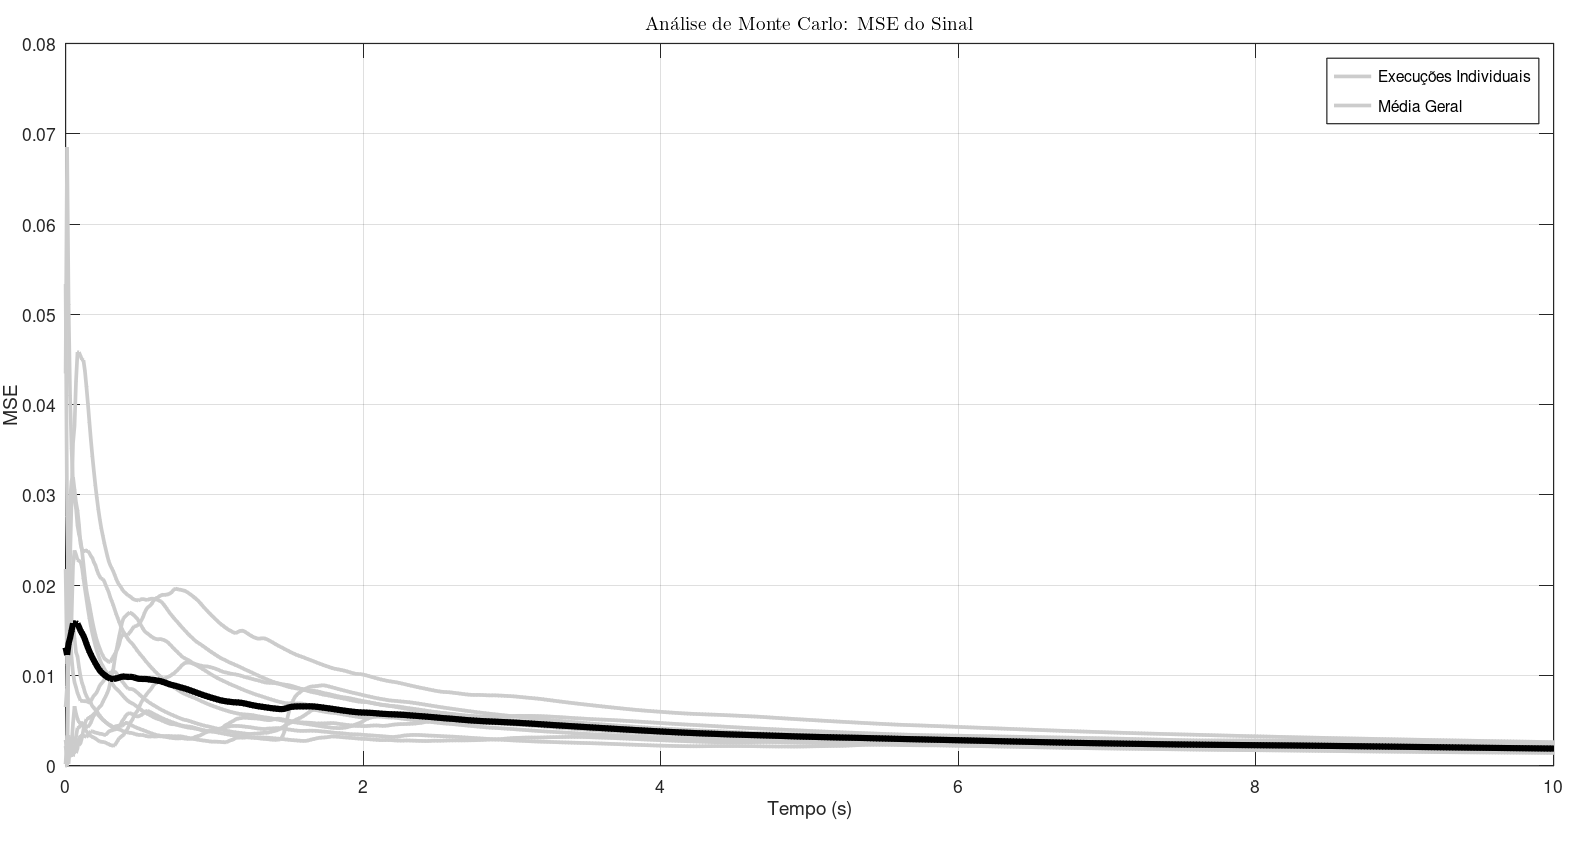 Análise de Monte Carlo: MSE do Sinal
0.08
0.07
0.06
0.05
0.04
0.03
0.02
0.01
0
MSE
Execuções Individuais
Média Geral
0 2 4 6 8 10
Tempo (s)